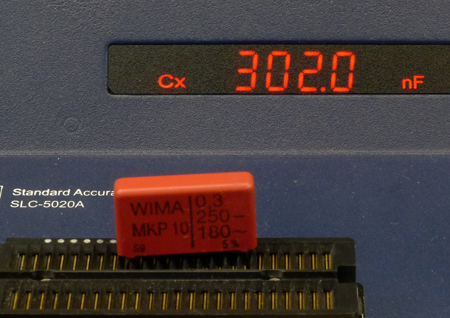 Cx 302.0 nF
Standard Accura
SLC-5020A
WIMA 0,3
MKP 10 250~
180~
5%